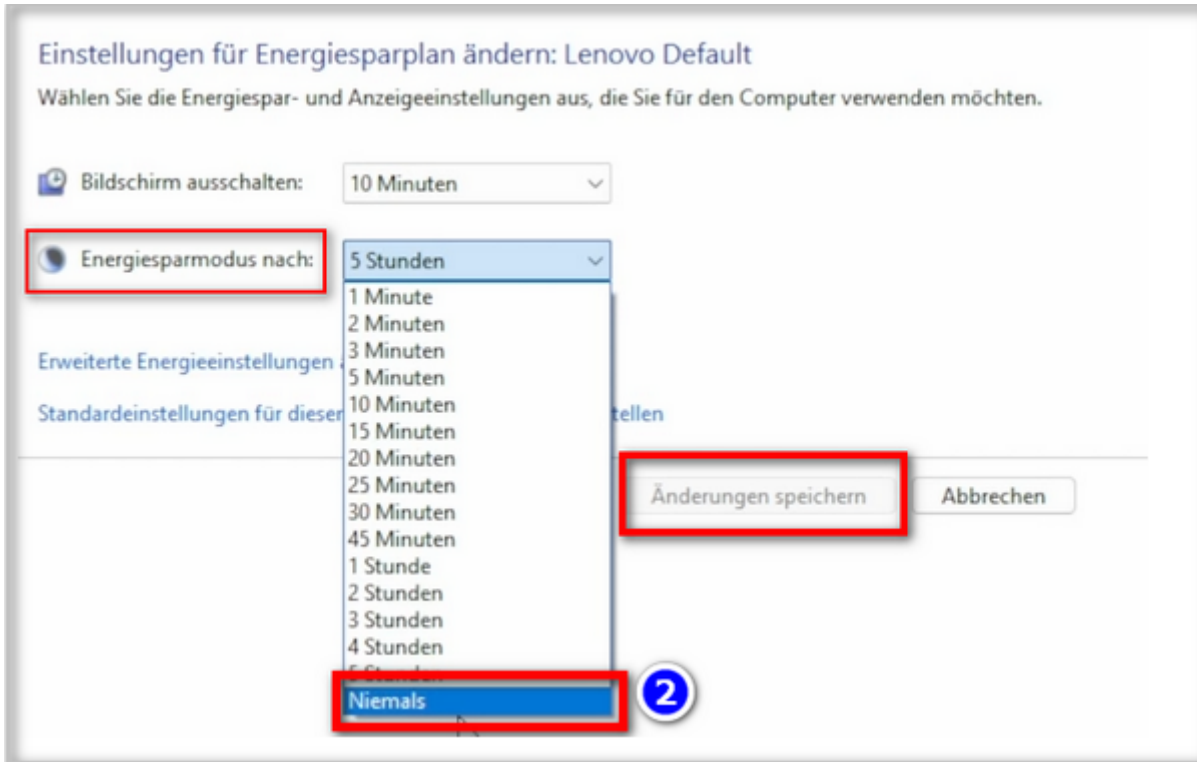 Einstellungen für Energiesparplan ändern: Lenovo Default
Wählen Sie die Energiespar- und Anzeigeeinstellungen aus, die Sie für den Computer verwenden möchten.
Bildschirm ausschalten: 10 Minuten
Energiesparmodus nach: 5 Stunden
1 Minute
2 Minuten
3 Minuten
Erweiterte Energieeinstellungen
5 Minuten
10 Minuten
Standardeinstellungen für dieser tellen
15 Minuten
20 Minuten
25 Minuten
Änderungen speichern Abbrechen
30 Minuten
45 Minuten
1 Stunde
2 Stunden
3 Stunden
4 Stunden
5 Stunden
Niemals 2